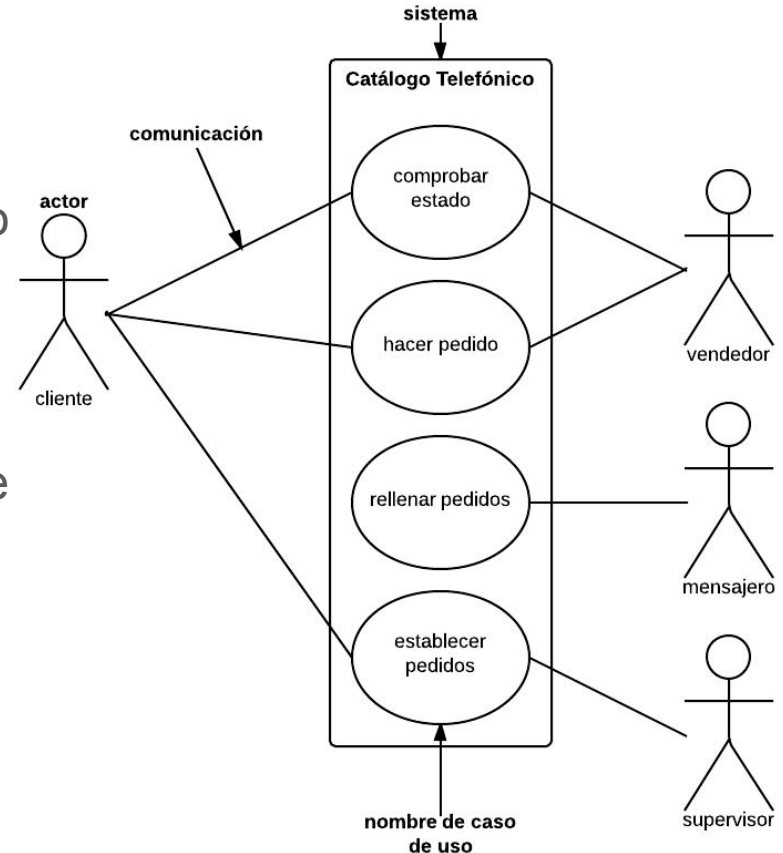 sistema
Catálogo Telefónico
comunicación
comprobar
estado
actor
o
cliente
hacer pedido
vendedor
e
rellenar pedidos
mensajero
establecer
pedidos
supervisor
nombre de caso
de uso